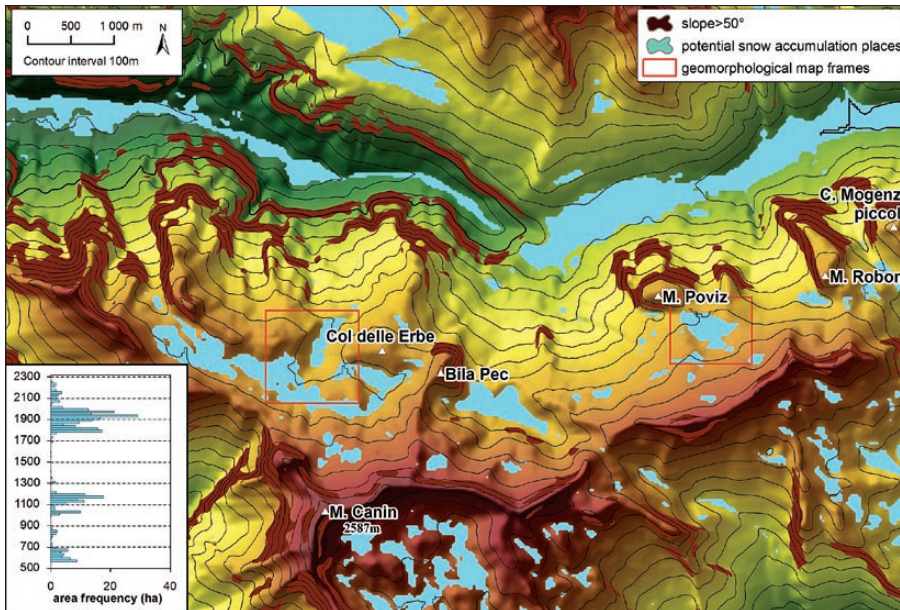 0 500 1 000 m
N
Contour interval 100m
slope>50°
potential snow accumulation places
geomorphological map frames
C. Mogenz
piccol
M. Robon
M. Poviz
Col delle Erbe
Bila Pec
M. Canin
2587m
2300
2100
1900
1700
1500
1300
1100
900
700
500
0 20 40
area frequency (ha)